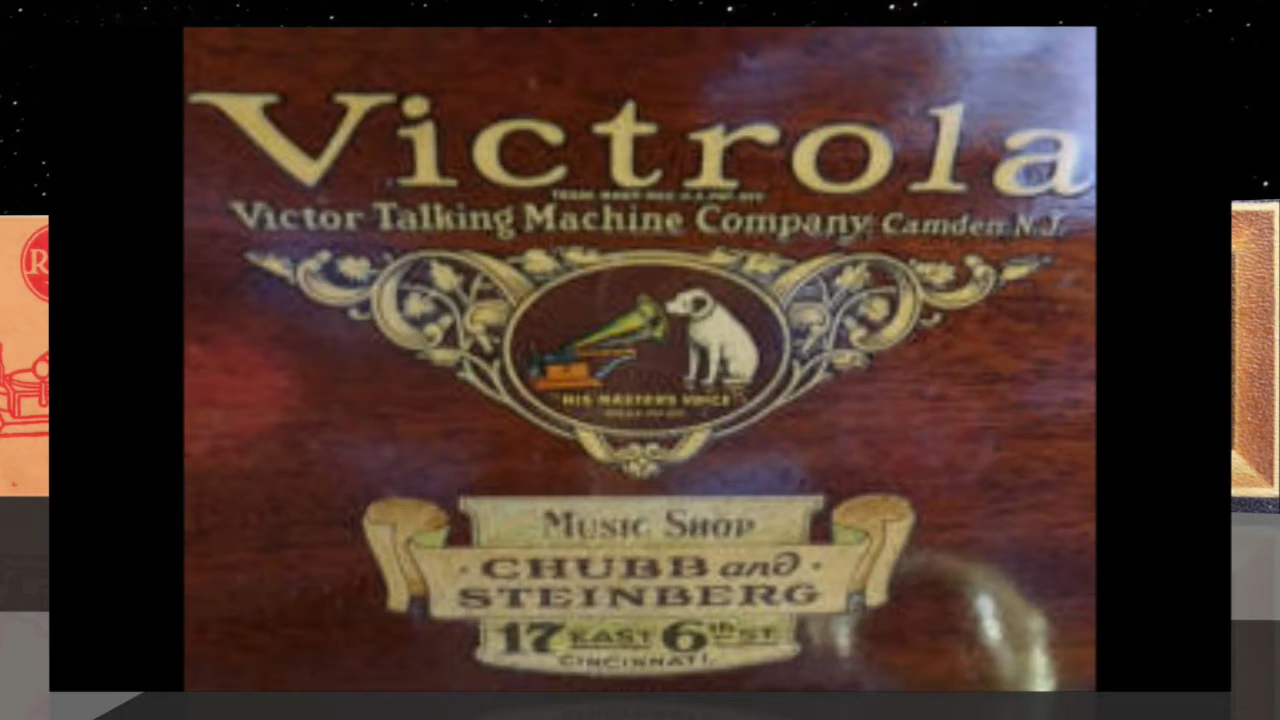 Victrola
Victor Talking Machine Company Camden N.J.
"HIS MASTER'S VOICE"
MUSIC SHOP
· CHUBB and ·
STEINBERG
17 EAST 6th ST
CINCINNATI.
R